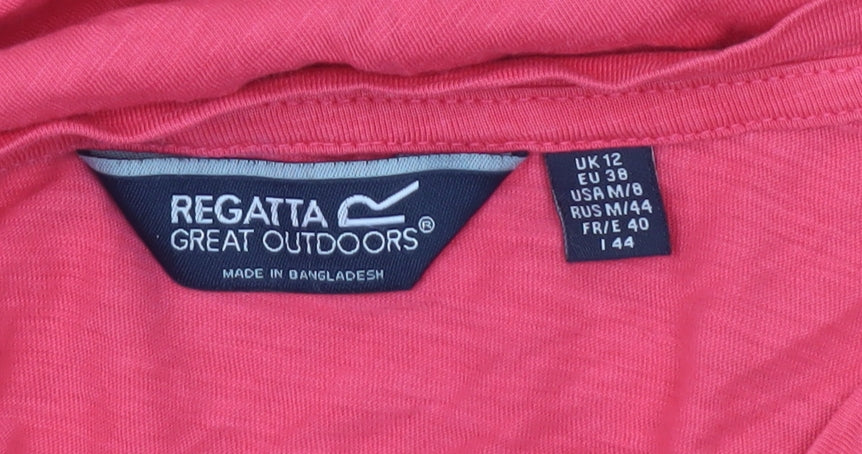 REGATTA
GREAT OUTDOORS®
MADE IN BANGLADESH
UK 12
EU 38
USA M/8
RUS M/44
FR/E 40
I 44